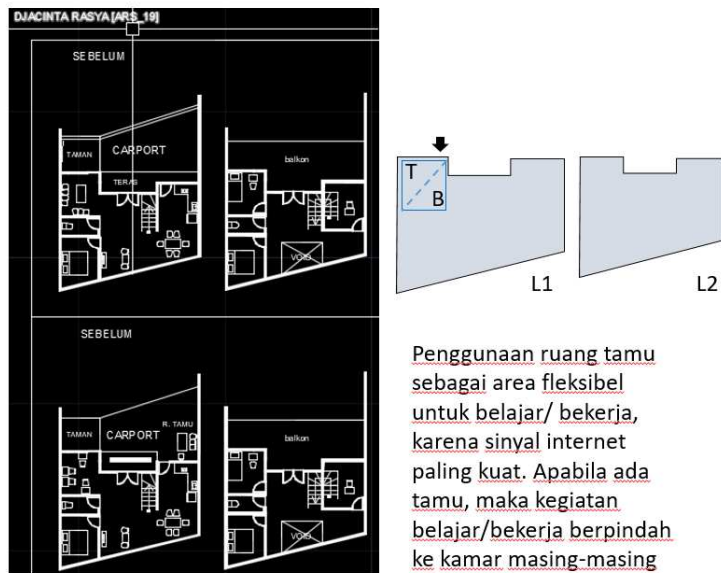 DJACINTA RASYA [ARS_19]
SEBELUM
TAMAN
CARPORT
TERAS
balkon
VOID
SEBELUM
TAMAN
CARPORT
R. TAMU
balkon
VOID
T
B
L1
L2
Penggunaan ruang tamu
sebagai area fleksibel
untuk belajar/ bekerja,
karena sinyal internet
paling kuat. Apabila ada
tamu, maka kegiatan
belajar/bekerja berpindah
ke kamar masing-masing